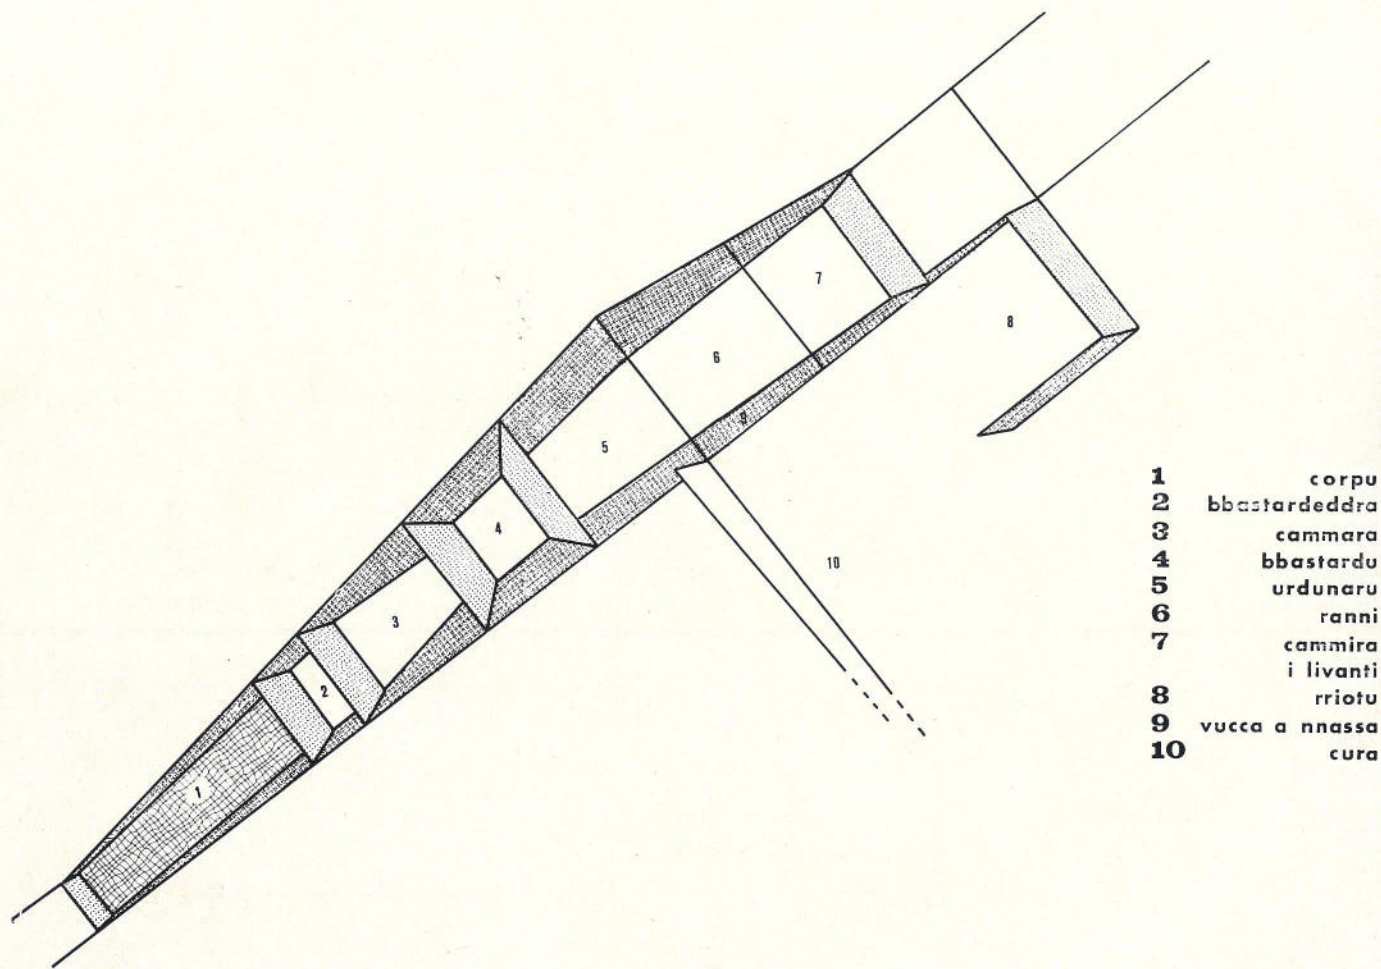 7
6
8
9
5
4
10
3
2
1
1 corpu
2 bbastardeddra
3 cammara
4 bbastardu
5 urdunaru
6 ranni
7 cammira
i livanti
8 rriotu
9 vucca a nnassa
10 cura